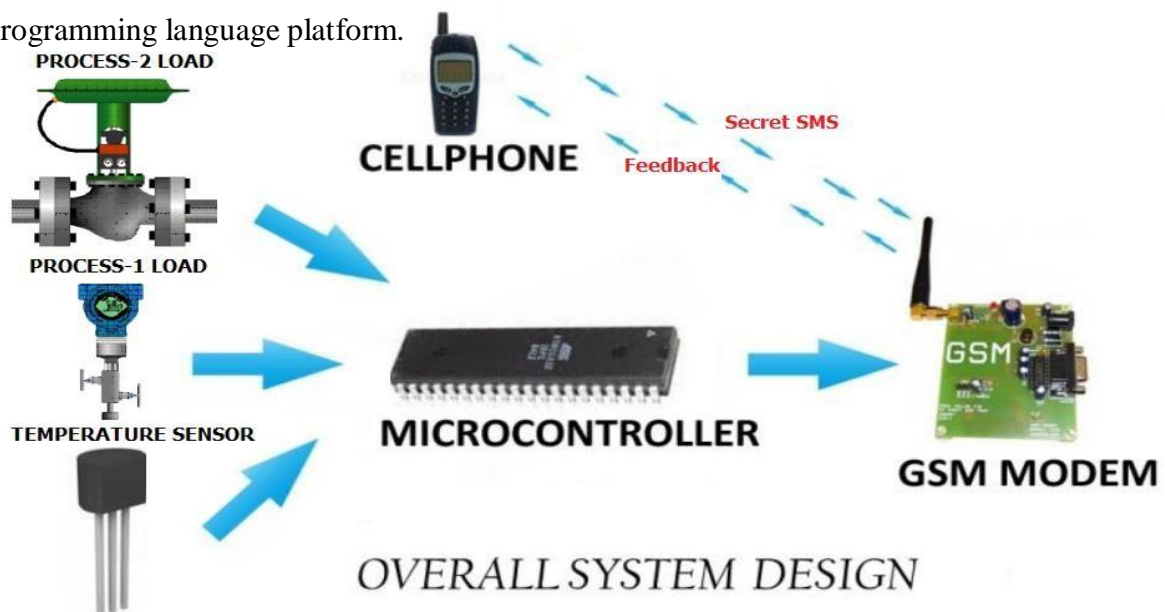 rogramming language platform.
PROCESS-2 LOAD
CELLPHONE
Secret SMS
Feedback
PROCESS-1 LOAD
GSM
TEMPERATURE SENSOR
MICROCONTROLLER
GSM MODEM
OVERALL SYSTEM DESIGN